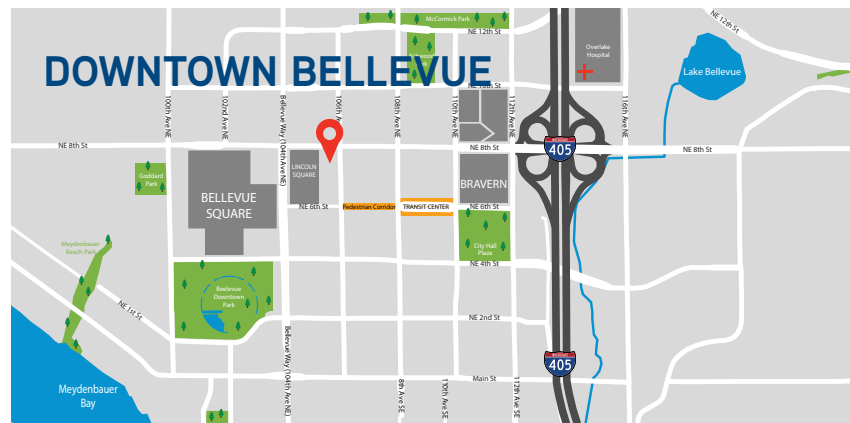 McCormick Park
NE 12th St
NE 12th St
DOWNTOWN BELLEVUE
Overlake
Hospital
Lake Bellevue
100th Ave NE
102nd Ave NE
Bellevue Way (104th Ave NE)
106th Ave NE
108th Ave NE
110th Ave NE
112th Ave NE
116th Ave NE
NE 8th St
NE 8th St
NE 8th St
INTERSTATE
405
LINCOLN
SQUARE
Goddard
Park
BELLEVUE
SQUARE
BRAVERN
NE 6th St
Pedestrian Corridor
TRANSIT CENTER
NE 6th St
Meydenbauer
Beach Park
City Hall
Plaza
NE 4th St
Beelevue
Downtown
Park
NE 1st St
NE 2nd St
Bellevue Way (104th Ave NE)
INTERSTATE
405
Main St
8th Ave SE
110th Ave SE
112th Ave SE
Meydenbauer
Bay